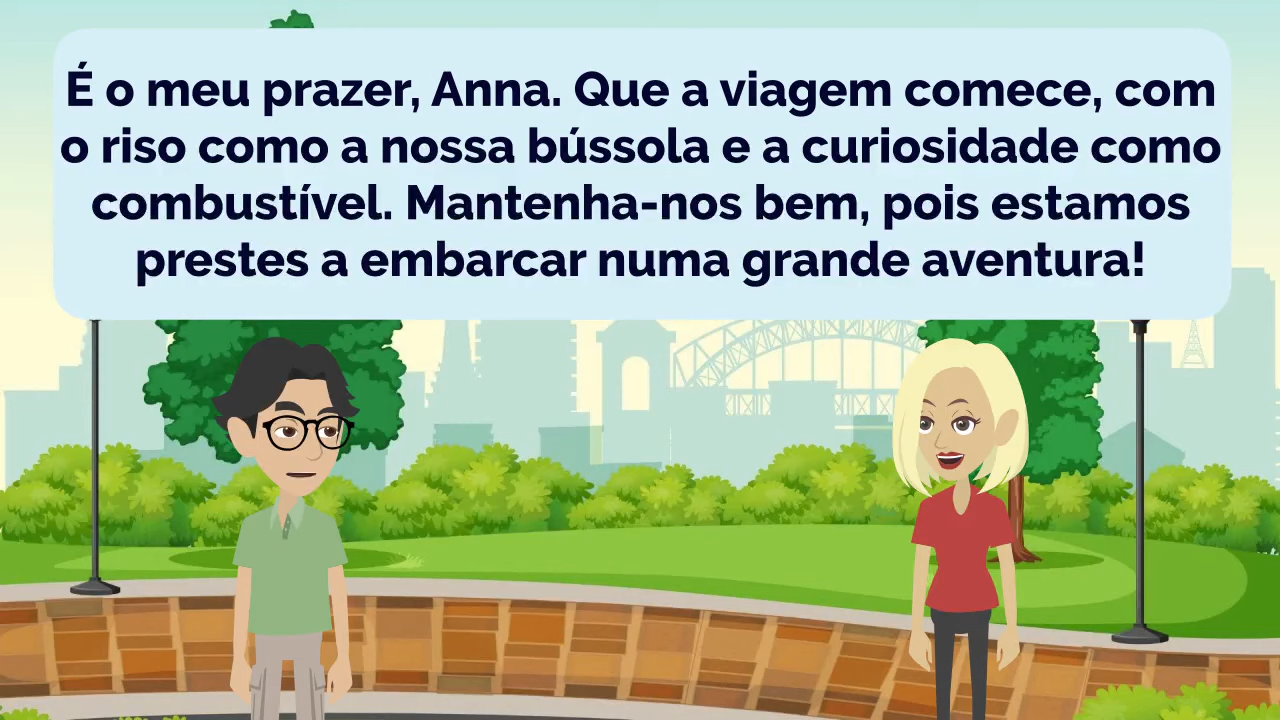 É o meu prazer, Anna. Que a viagem comece, com
o riso como a nossa bússola e a curiosidade como
combustível. Mantenha-nos bem, pois estamos
prestes a embarcar numa grande aventura!